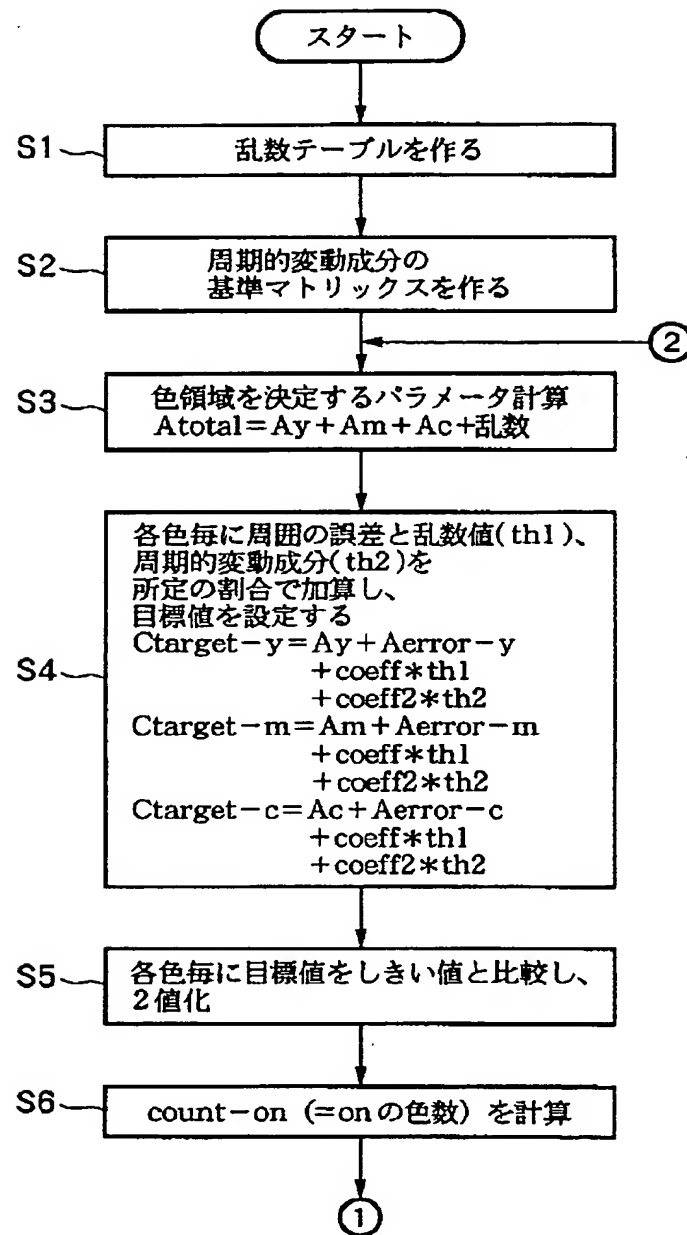 スタート
S1
乱数テーブルを作る
S2
周期的変動成分の
基準マトリックスを作る
2
S3
色領域を決定するパラメータ計算
Atotal=Ay+Am+Ac+乱数
S4
各色毎に周囲の誤差と乱数値(th1)、
周期的変動成分(th2)を
所定の割合で加算し、
目標値を設定する
Ctarget-y=Ay+Aerror-y
+coeff*th1
+coeff2*th2
Ctarget-m=Am+Aerror-m
+coeff*th1
+coeff2*th2
Ctarget-c=Ac+Aerror-c
+coeff*th1
+coeff2*th2
S5
各色毎に目標値をしきい値と比較し、
2値化
S6
count-on (=onの色数) を計算
1